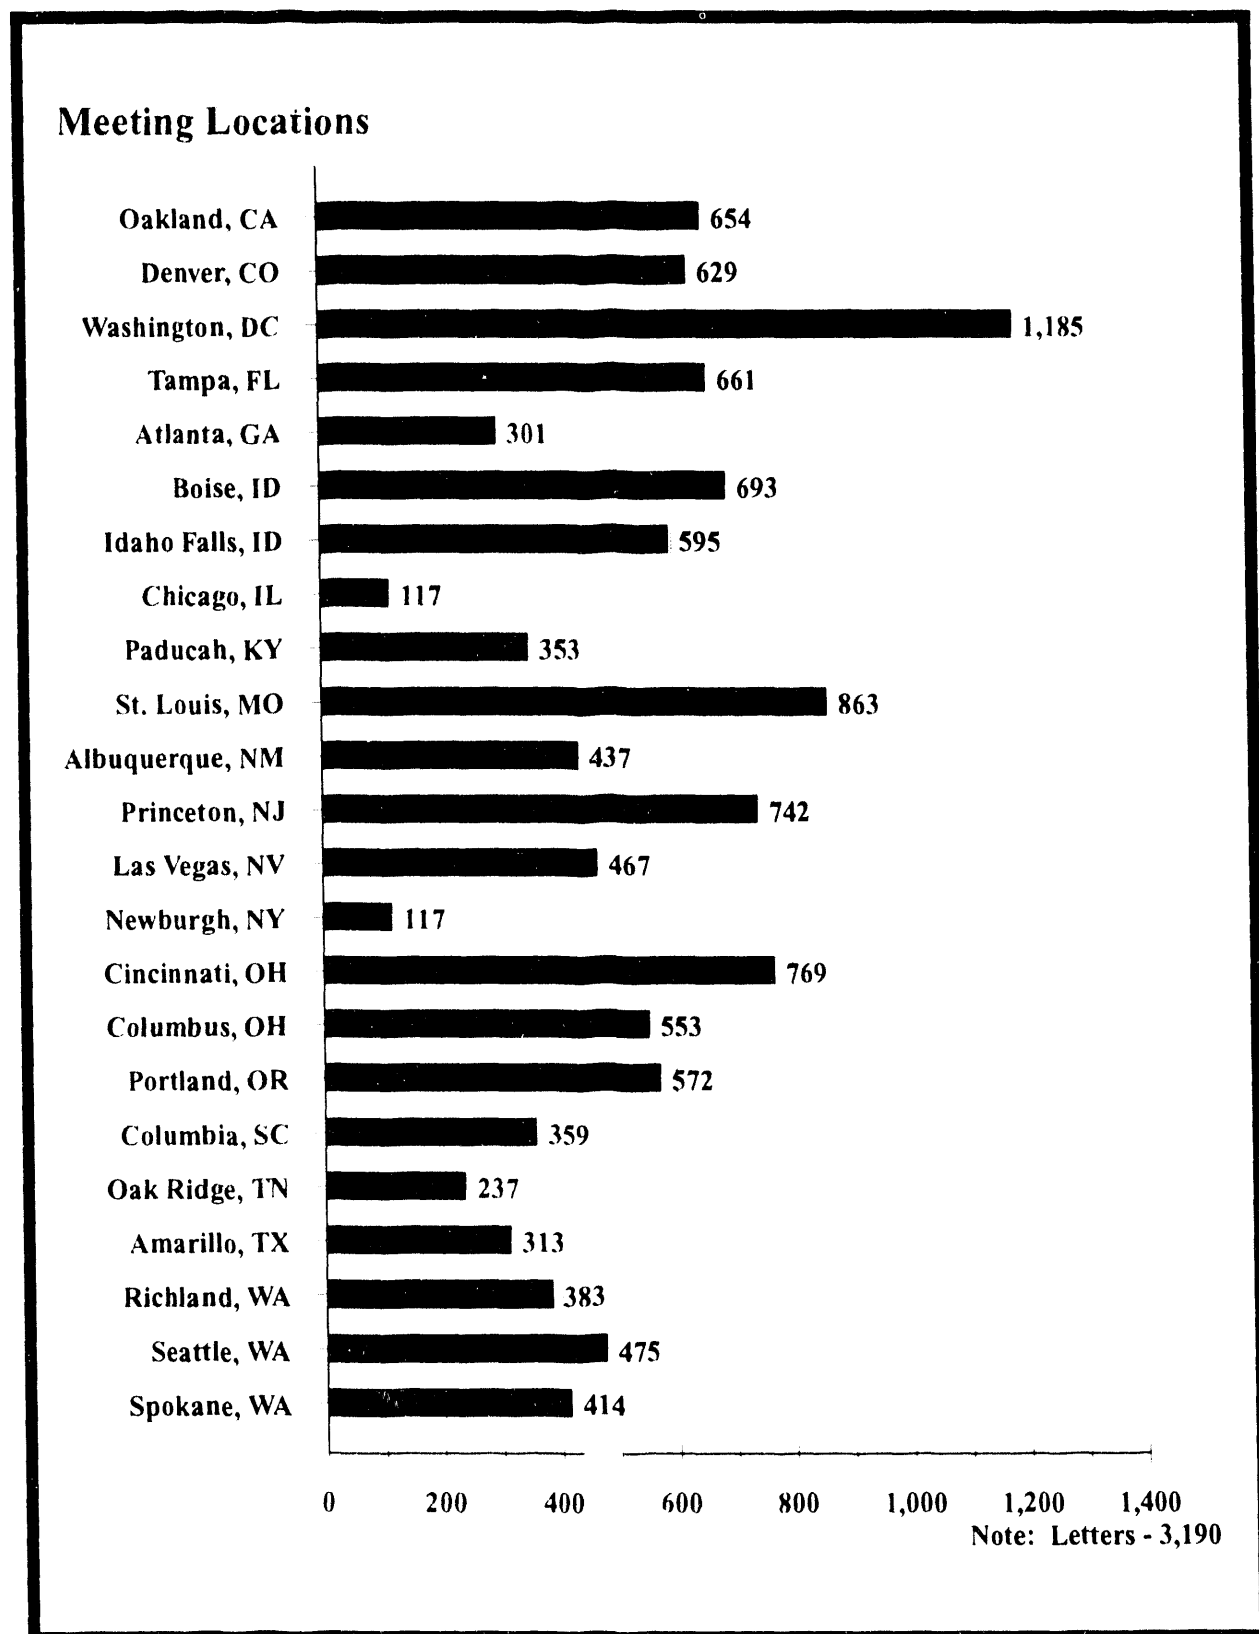 Meeting Locations
Oakland, CA 654
Denver, CO 629
Washington, DC 1,185
Tampa, FL 661
Atlanta, GA 301
Boise, ID 693
Idaho Falls, ID 595
Chicago, IL 117
Paducah, KY 353
St. Louis, MO 863
Albuquerque, NM 437
Princeton, NJ 742
Las Vegas, NV 467
Newburgh, NY 117
Cincinnati, OH 769
Columbus, OH 553
Portland, OR 572
Columbia, SC 359
Oak Ridge, TN 237
Amarillo, TX 313
Richland, WA 383
Seattle, WA 475
Spokane, WA 414
0 200 400 600 800 1,000 1,200 1,400
Note: Letters - 3,190